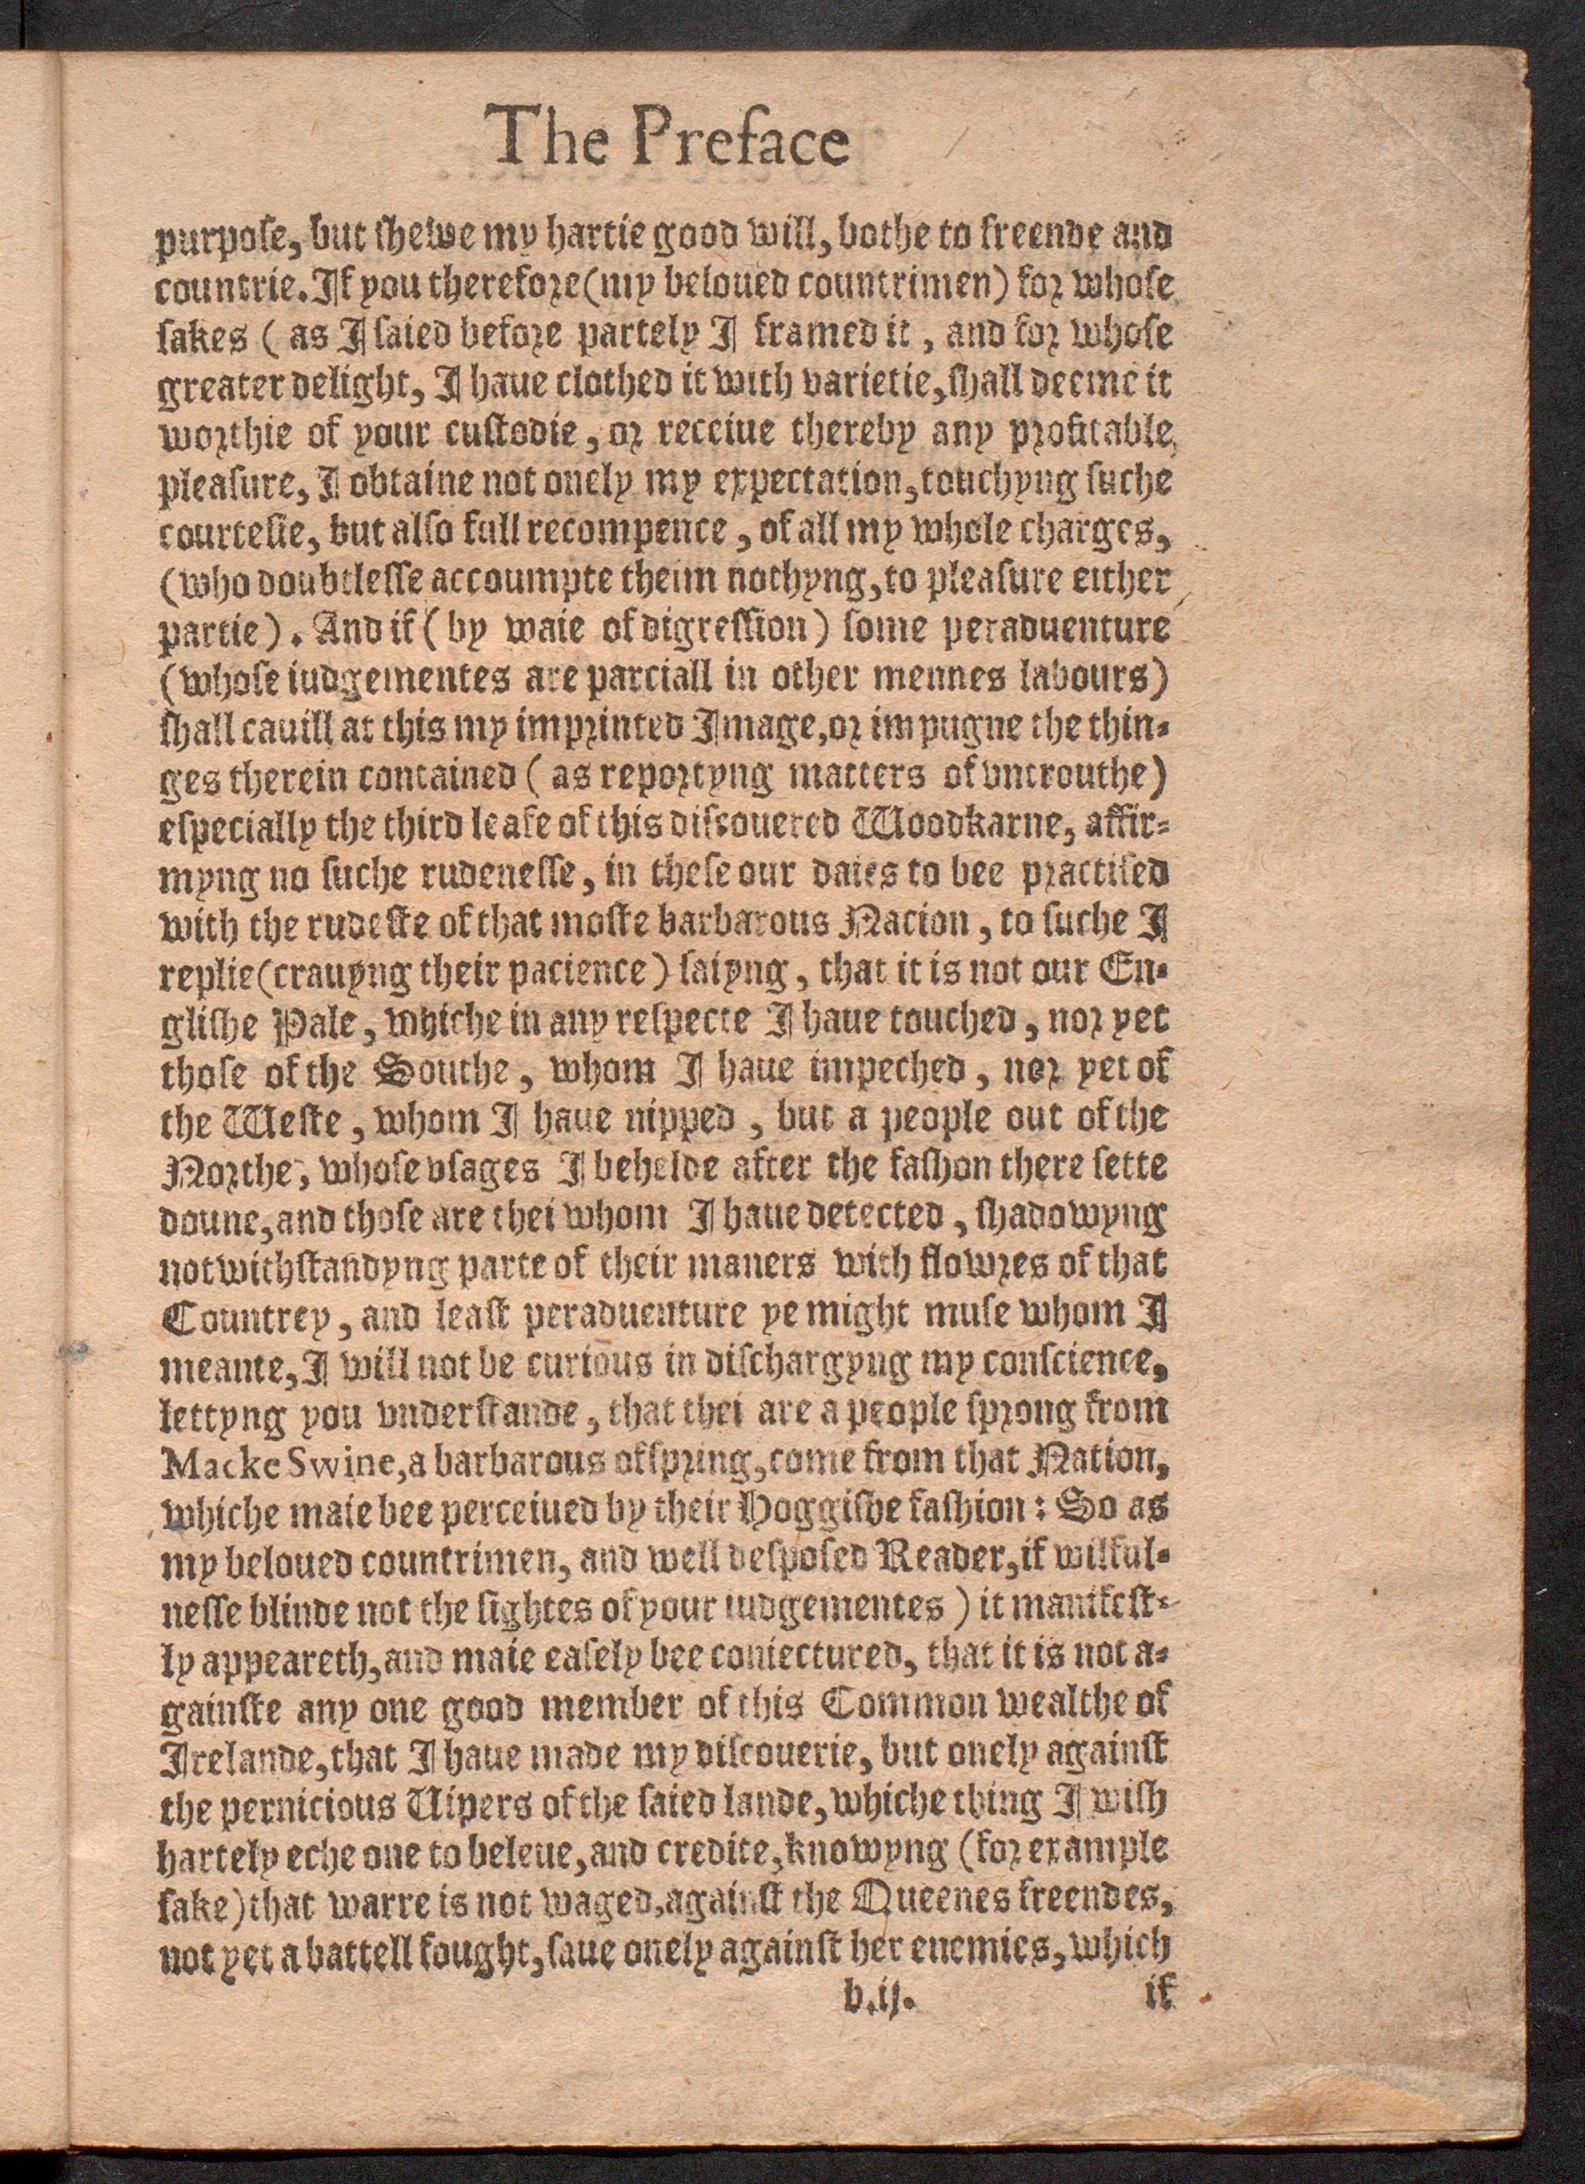 The Preface
purpoſe, but ſhewe my hartie good will, bothe to freende and
countrie. If you therefore (my beloued countrimen) for whoſe
ſakes ( as I ſaied before partely I framed it , and for whoſe
greater delight, I haue clothed it with varietie, ſhall deeme it
worthie of your cuſtodie , or receiue thereby any profitable
pleaſure, I obtaine not onely my expectation, touchyng ſuche
courteſie, but alſo full recompence , of all my whole charges,
(who doubtleſſe accoumpte theim nothyng, to pleaſure either
partie). And if ( by waie of digreſſion) ſome peraduenture
(whoſe iudgementes are parciall in other mennes labours)
ſhall cauill at this my imprinted Image, or impugne the thin-
ges therein contained ( as reportyng matters of vntrouthe)
eſpecially the third leafe of this diſcouered Woodkarne, affir-
myng no ſuche rudeneſſe , in theſe our daies to bee practiſed
with the rudeſte of that moſte barbarous Nacion , to ſuche I
replie (crauyng their pacience) ſaiyng , that it is not our En-
gliſhe Pale, whiche in any reſpecte I haue touched , nor yet
thoſe of the Southe , whom I haue impeched , nor yet of
the Weſte , whom I haue nipped , but a people out of the
Northe, whoſe vſages I behelde after the faſhon there ſette
doune, and thoſe are thei whom I haue detected , ſhadowyng
notwithſtandyng parte of their maners with flowres of that
Countrey , and leaſt peraduenture ye might muſe whom I
meante, I will not be curious in diſchargyng my conſcience,
lettyng you vnderſtande , that thei are a people ſprong from
Macke Swine, a barbarous ofſpring, come from that Nation,
whiche maie bee perceiued by their Hoggiſhe faſhion : So as
my beloued countrimen, and well deſpoſed Reader, if wilful-
neſſe blinde not the ſightes of your iudgementes ) it manifeſt-
ly appeareth, and maie eaſely bee coniectured, that it is not a-
gainſte any one good member of this Common wealthe of
Irelande, that I haue made my diſcouerie, but onely againſt
the pernicious Uipers of the ſaied lande, whiche thing I wiſh
hartely eche one to beleue, and credite, knowyng (for example
ſake) that warre is not waged, againſt the Queenes freendes,
not yet a battell fought, ſaue onely againſt her enemies, which
b.ij. if